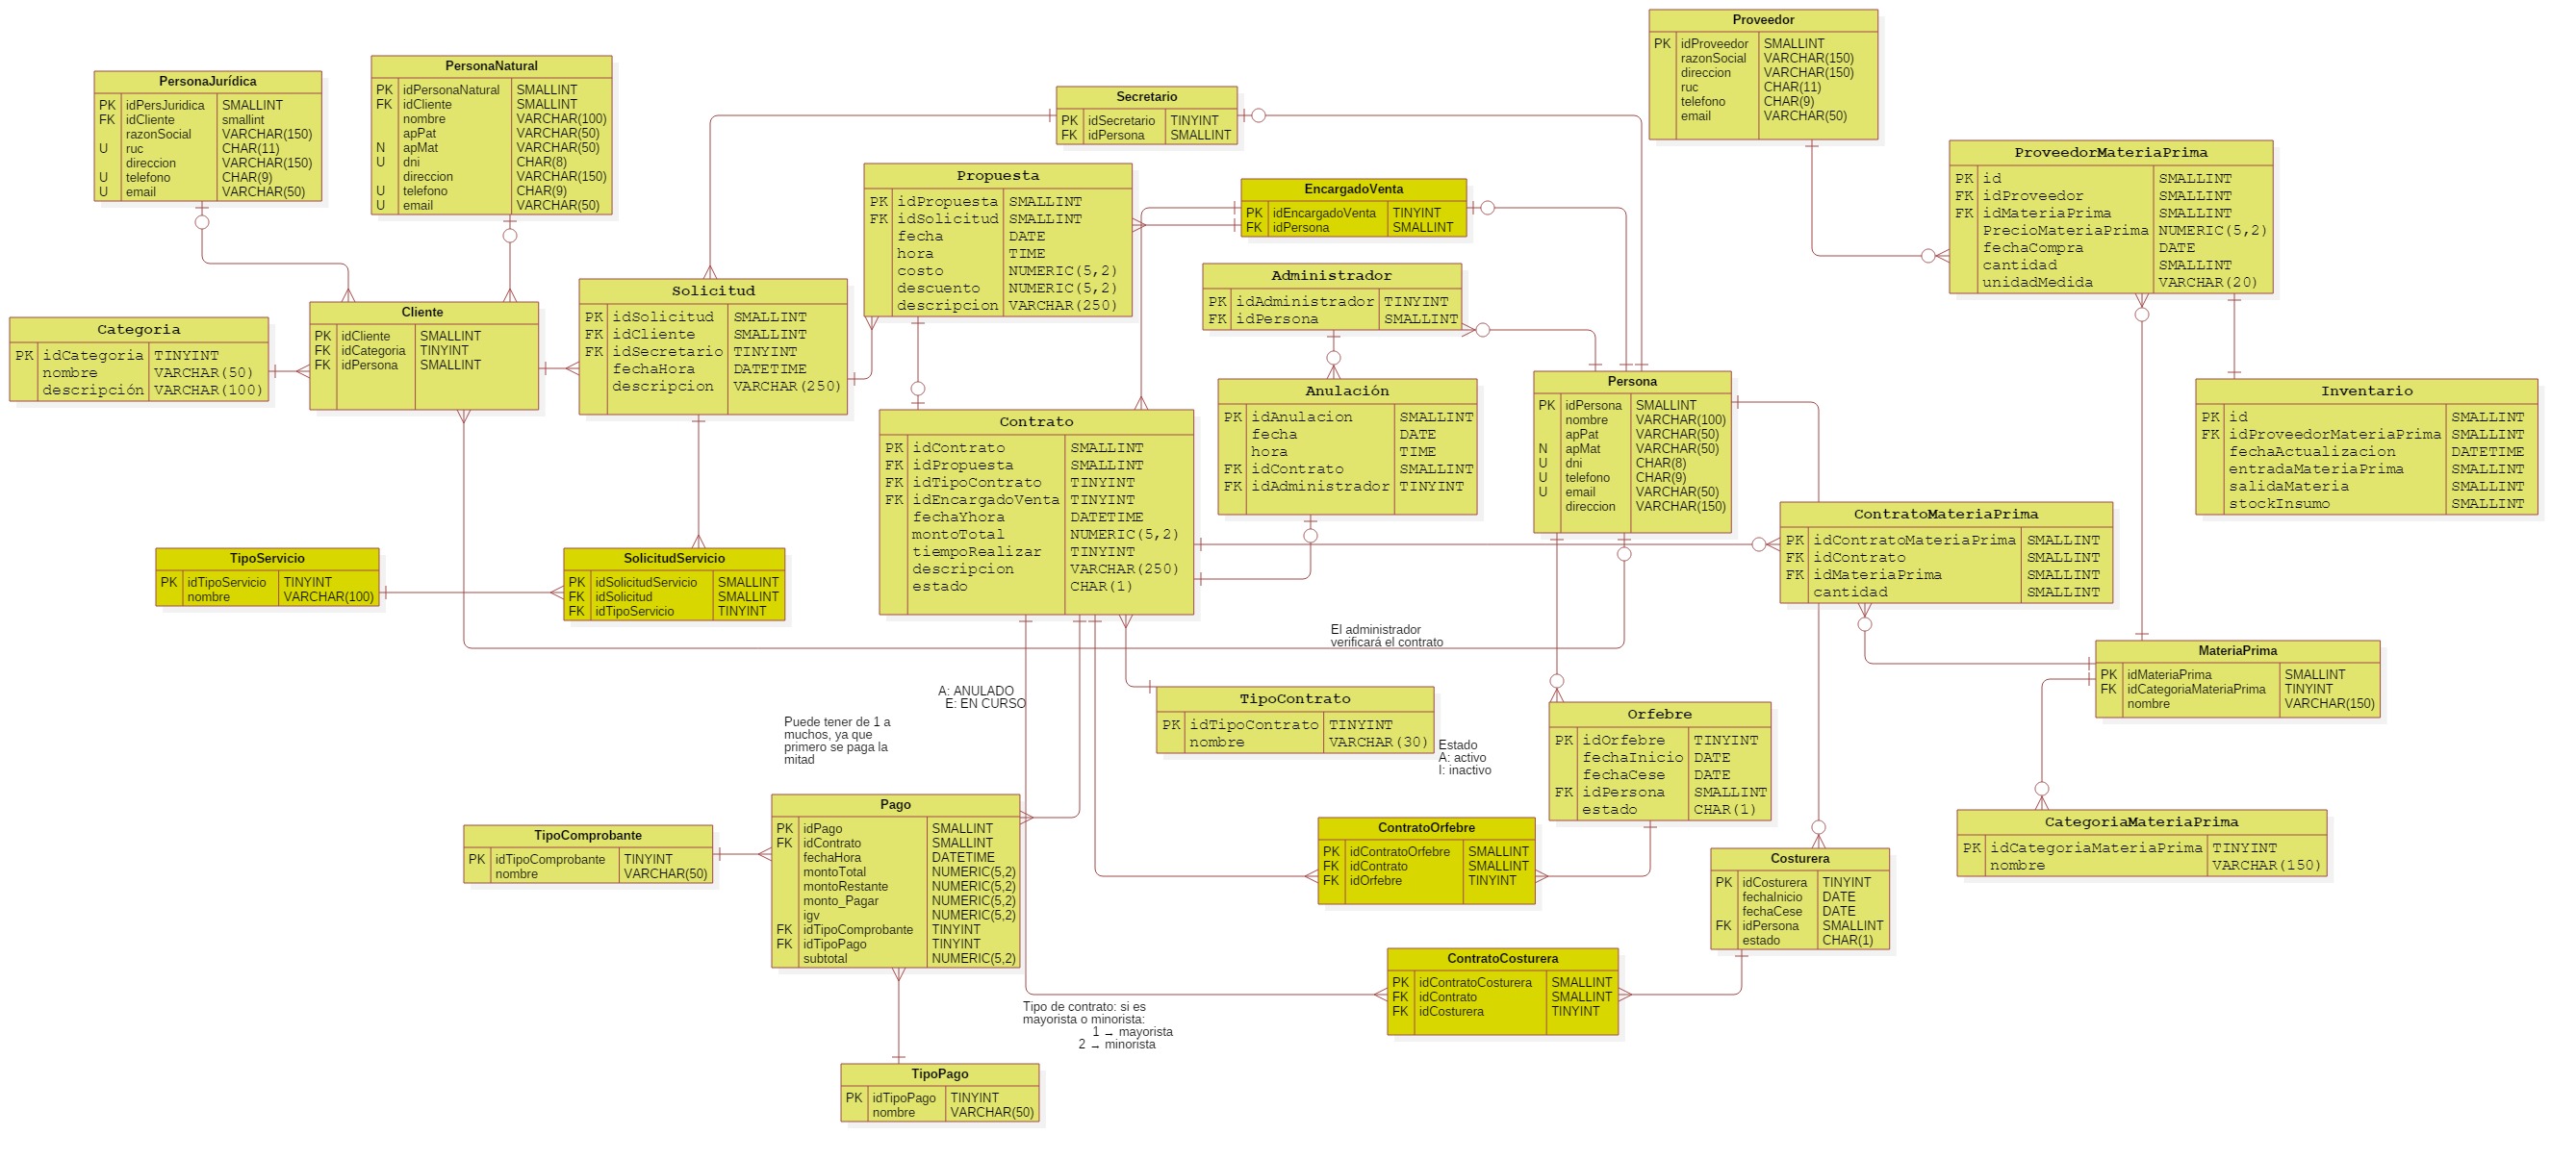 Proveedor
PK idProveedor SMALLINT
razonSocial VARCHAR(150)
direccion VARCHAR(150)
ruc CHAR(11)
telefono CHAR(9)
email VARCHAR(50)
PersonaJurídica
PK idPersJuridica SMALLINT
FK idCliente smallint
razonSocial VARCHAR(150)
U ruc CHAR(11)
direccion VARCHAR(150)
U telefono CHAR(9)
U email VARCHAR(50)
PersonaNatural
PK idPersonaNatural SMALLINT
FK idCliente SMALLINT
nombre VARCHAR(100)
apPat VARCHAR(50)
N apMat VARCHAR(50)
U dni CHAR(8)
direccion VARCHAR(150)
U telefono CHAR(9)
U email VARCHAR(50)
Secretario
PK idSecretario TINYINT
FK idPersona SMALLINT
ProveedorMateriaPrima
PK id SMALLINT
FK idProveedor SMALLINT
FK idMateriaPrima SMALLINT
PrecioMateriaPrima NUMERIC(5,2)
fechaCompra DATE
cantidad SMALLINT
unidadMedida VARCHAR(20)
Propuesta
PK idPropuesta SMALLINT
FK idSolicitud SMALLINT
fecha DATE
hora TIME
costo NUMERIC(5,2)
descuento NUMERIC(5,2)
descripcion VARCHAR(250)
EncargadoVenta
PK idEncargadoVenta TINYINT
FK idPersona SMALLINT
Administrador
PK idAdministrador TINYINT
FK idPersona SMALLINT
Solicitud
PK idSolicitud SMALLINT
FK idCliente SMALLINT
FK idSecretario TINYINT
fechaHora DATETIME
descripcion VARCHAR(250)
Cliente
PK idCliente SMALLINT
FK idCategoria TINYINT
FK idPersona SMALLINT
Categoria
PK idCategoria TINYINT
nombre VARCHAR(50)
descripción VARCHAR(100)
Persona
PK idPersona SMALLINT
nombre VARCHAR(100)
apPat VARCHAR(50)
N apMat VARCHAR(50)
U dni CHAR(8)
U telefono CHAR(9)
U email VARCHAR(50)
direccion VARCHAR(150)
Anulación
PK idAnulacion SMALLINT
fecha DATE
hora TIME
FK idContrato SMALLINT
FK idAdministrador TINYINT
Inventario
PK id SMALLINT
FK idProveedorMateriaPrima SMALLINT
fechaActualizacion DATETIME
entradaMateriaPrima SMALLINT
salidaMateria SMALLINT
stockInsumo SMALLINT
Contrato
PK idContrato SMALLINT
FK idPropuesta SMALLINT
FK idTipoContrato TINYINT
FK idEncargadoVenta TINYINT
fechaYhora DATETIME
montoTotal NUMERIC(5,2)
tiempoRealizar TINYINT
descripcion VARCHAR(250)
estado CHAR(1)
ContratoMateriaPrima
PK idContratoMateriaPrima SMALLINT
FK idContrato SMALLINT
FK idMateriaPrima SMALLINT
cantidad SMALLINT
TipoServicio
PK idTipoServicio TINYINT
nombre VARCHAR(100)
SolicitudServicio
PK idSolicitudServicio SMALLINT
FK idSolicitud SMALLINT
FK idTipoServicio TINYINT
El administrador
verificará el contrato
MateriaPrima
PK idMateriaPrima SMALLINT
FK idCategoriaMateriaPrima TINYINT
nombre VARCHAR(150)
A: ANULADO
E: EN CURSO
TipoContrato
PK idTipoContrato TINYINT
nombre VARCHAR(30)
Orfebre
PK idOrfebre TINYINT
fechaInicio DATE
fechaCese DATE
FK idPersona SMALLINT
estado CHAR(1)
Puede tener de 1 a
muchos, ya que
primero se paga la
mitad
Estado
A: activo
I: inactivo
Pago
PK idPago SMALLINT
FK idContrato SMALLINT
fechaHora DATETIME
montoTotal NUMERIC(5,2)
montoRestante NUMERIC(5,2)
monto_Pagar NUMERIC(5,2)
igv NUMERIC(5,2)
FK idTipoComprobante TINYINT
FK idTipoPago TINYINT
subtotal NUMERIC(5,2)
CategoriaMateriaPrima
PK idCategoriaMateriaPrima TINYINT
nombre VARCHAR(150)
ContratoOrfebre
PK idContratoOrfebre SMALLINT
FK idContrato SMALLINT
FK idOrfebre TINYINT
TipoComprobante
PK idTipoComprobante TINYINT
nombre VARCHAR(50)
Costurera
PK idCosturera TINYINT
fechaInicio DATE
fechaCese DATE
FK idPersona SMALLINT
estado CHAR(1)
ContratoCosturera
PK idContratoCosturera SMALLINT
FK idContrato SMALLINT
FK idCosturera TINYINT
Tipo de contrato: si es
mayorista o minorista:
1 → mayorista
2 → minorista
TipoPago
PK idTipoPago TINYINT
nombre VARCHAR(50)